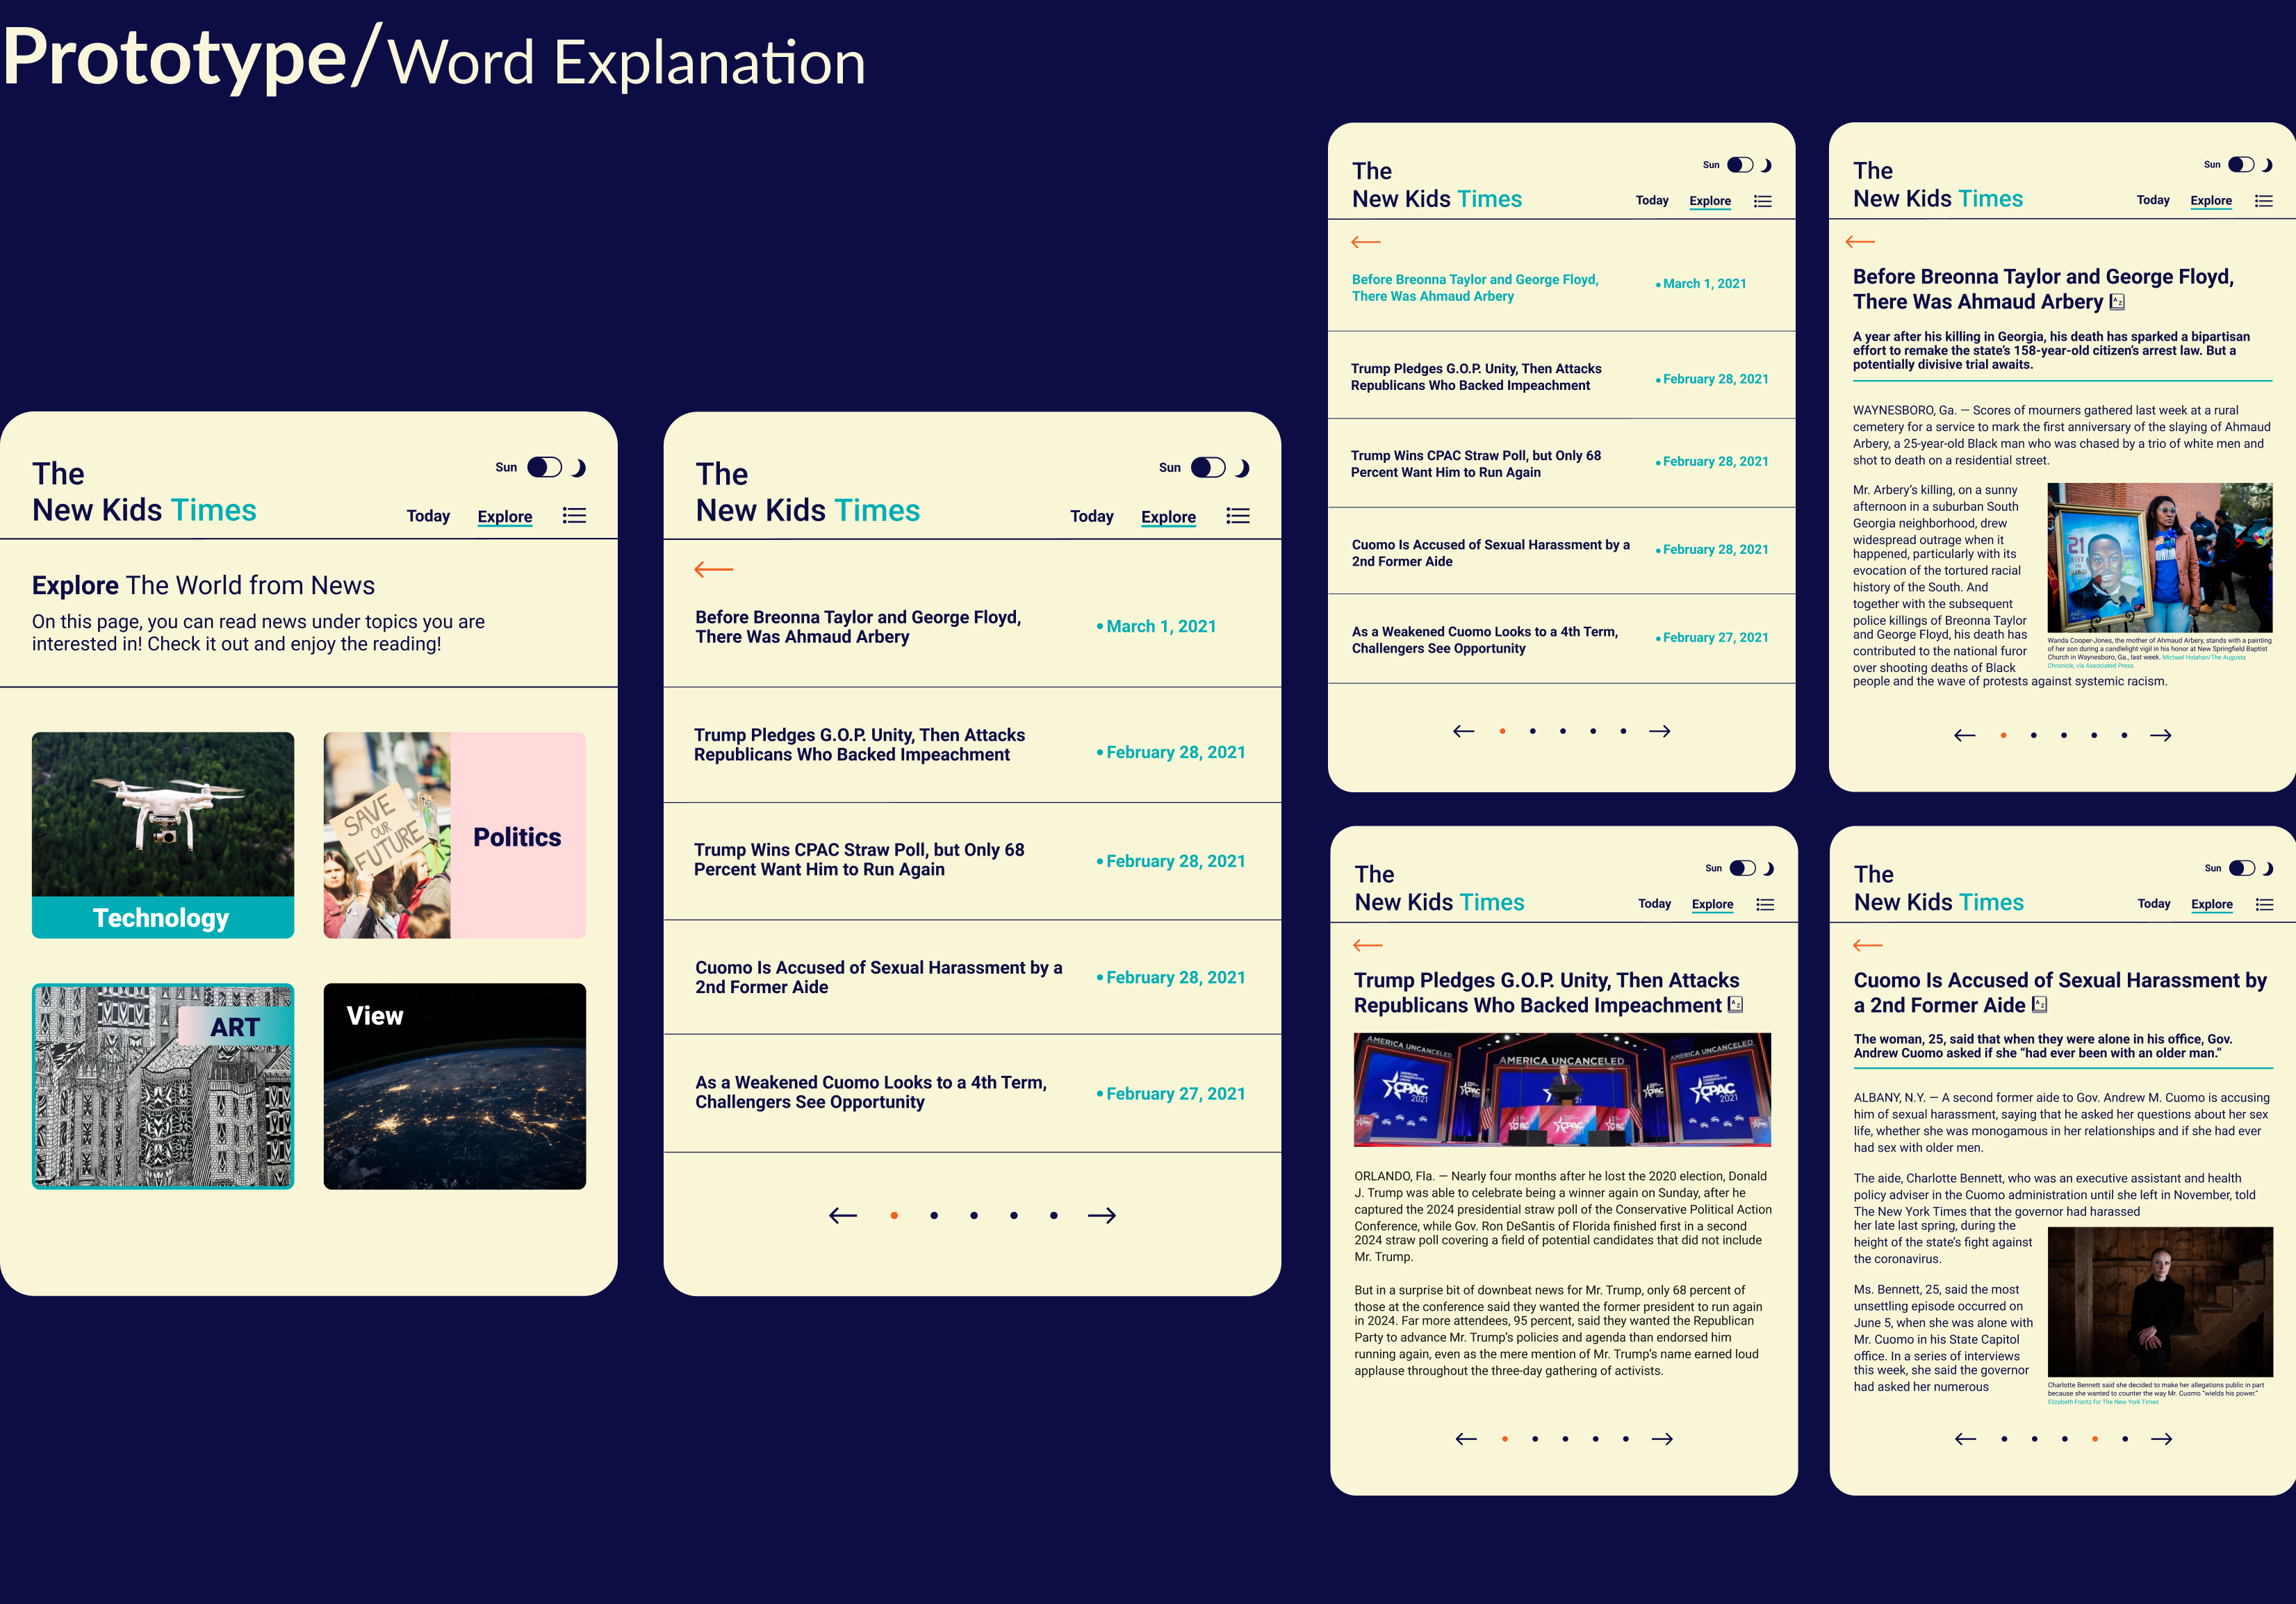 Prototype/Word Explanation
The
New Kids Times
Sun
Today Explore
Explore The World from News
On this page, you can read news under topics you are
interested in! Check it out and enjoy the reading!
Technology
SAVE
OUR
FUTURE
Politics
ART
View
The
New Kids Times
Sun
Today Explore
Before Breonna Taylor and George Floyd,
There Was Ahmaud Arbery
• March 1, 2021
Trump Pledges G.O.P. Unity, Then Attacks
Republicans Who Backed Impeachment
• February 28, 2021
Trump Wins CPAC Straw Poll, but Only 68
Percent Want Him to Run Again
• February 28, 2021
Cuomo Is Accused of Sexual Harassment by a
2nd Former Aide
• February 28, 2021
As a Weakened Cuomo Looks to a 4th Term,
Challengers See Opportunity
• February 27, 2021
The
New Kids Times
Sun
Today Explore
Before Breonna Taylor and George Floyd,
There Was Ahmaud Arbery
• March 1, 2021
Trump Pledges G.O.P. Unity, Then Attacks
Republicans Who Backed Impeachment
• February 28, 2021
Trump Wins CPAC Straw Poll, but Only 68
Percent Want Him to Run Again
• February 28, 2021
Cuomo Is Accused of Sexual Harassment by a
2nd Former Aide
• February 28, 2021
As a Weakened Cuomo Looks to a 4th Term,
Challengers See Opportunity
• February 27, 2021
The
New Kids Times
Sun
Today Explore
Before Breonna Taylor and George Floyd,
There Was Ahmaud Arbery
A year after his killing in Georgia, his death has sparked a bipartisan
effort to remake the state's 158-year-old citizen's arrest law. But a
potentially divisive trial awaits.
WAYNESBORO, Ga. — Scores of mourners gathered last week at a rural
cemetery for a service to mark the first anniversary of the slaying of Ahmaud
Arbery, a 25-year-old Black man who was chased by a trio of white men and
shot to death on a residential street.
Mr. Arbery's killing, on a sunny
afternoon in a suburban South
Georgia neighborhood, drew
widespread outrage when it
happened, particularly with its
evocation of the tortured racial
history of the South. And
together with the subsequent
police killings of Breonna Taylor
and George Floyd, his death has
contributed to the national furor
over shooting deaths of Black
people and the wave of protests against systemic racism.
21
Wanda Cooper-Jones, the mother of Ahmaud Arbery, stands with a painting
of her son during a candlelight vigil in his honor at New Springfield Baptist
Church in Waynesboro, Ga., last week. Michael Holahan/The Augusta
Chronicle, via Associated Press
The
New Kids Times
Sun
Today Explore
Trump Pledges G.O.P. Unity, Then Attacks
Republicans Who Backed Impeachment
AMERICA UNCANCELED
AMERICA UNCANCELED
AMERICA UNCANCELED
CPAC
2021
CPAC
CPAC
CPAC
2021
CPAC
CPAC
CPAC
ORLANDO, Fla. — Nearly four months after he lost the 2020 election, Donald
J. Trump was able to celebrate being a winner again on Sunday, after he
captured the 2024 presidential straw poll of the Conservative Political Action
Conference, while Gov. Ron DeSantis of Florida finished first in a second
2024 straw poll covering a field of potential candidates that did not include
Mr. Trump.
But in a surprise bit of downbeat news for Mr. Trump, only 68 percent of
those at the conference said they wanted the former president to run again
in 2024. Far more attendees, 95 percent, said they wanted the Republican
Party to advance Mr. Trump's policies and agenda than endorsed him
running again, even as the mere mention of Mr. Trump's name earned loud
applause throughout the three-day gathering of activists.
The
New Kids Times
Sun
Today Explore
Cuomo Is Accused of Sexual Harassment by
a 2nd Former Aide
The woman, 25, said that when they were alone in his office, Gov.
Andrew Cuomo asked if she “had ever been with an older man.”
ALBANY, N.Y. — A second former aide to Gov. Andrew M. Cuomo is accusing
him of sexual harassment, saying that he asked her questions about her sex
life, whether she was monogamous in her relationships and if she had ever
had sex with older men.
The aide, Charlotte Bennett, who was an executive assistant and health
policy adviser in the Cuomo administration until she left in November, told
The New York Times that the governor had harassed
her late last spring, during the
height of the state's fight against
the coronavirus.
Ms. Bennett, 25, said the most
unsettling episode occurred on
June 5, when she was alone with
Mr. Cuomo in his State Capitol
office. In a series of interviews
this week, she said the governor
had asked her numerous
Charlotte Bennett said she decided to make her allegations public in part
because she wanted to counter the way Mr. Cuomo “wields his power.”
Elizabeth Frantz for The New York Times